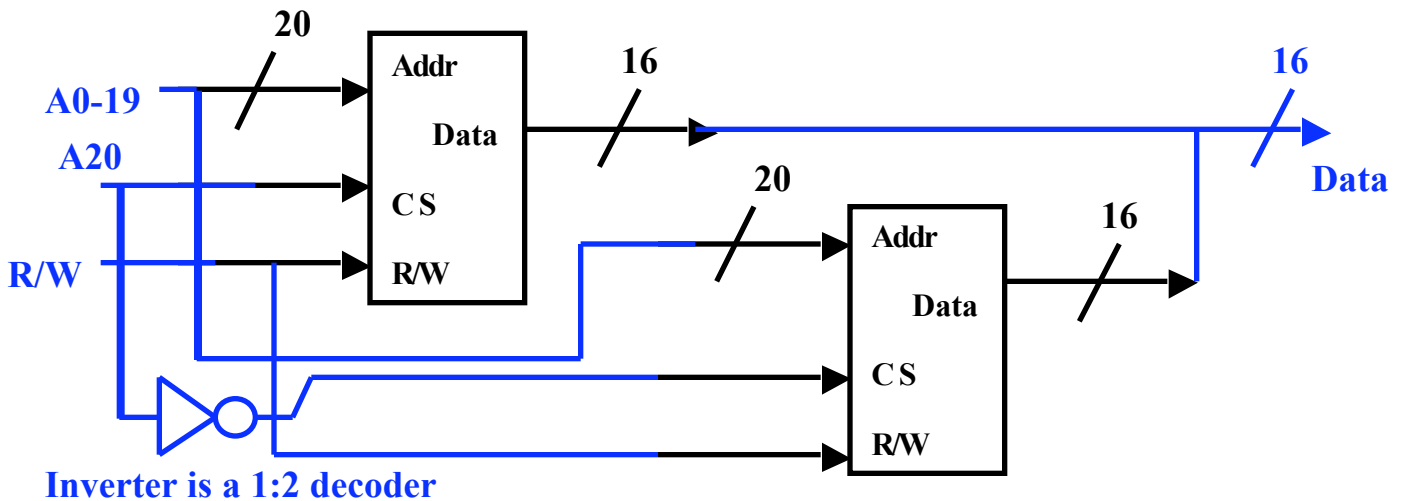 20
A0-19
Addr
16
16
A20
Data
Data
CS
20
R/W
R/W
Addr
16
Data
CS
R/W
Inverter is a 1:2 decoder